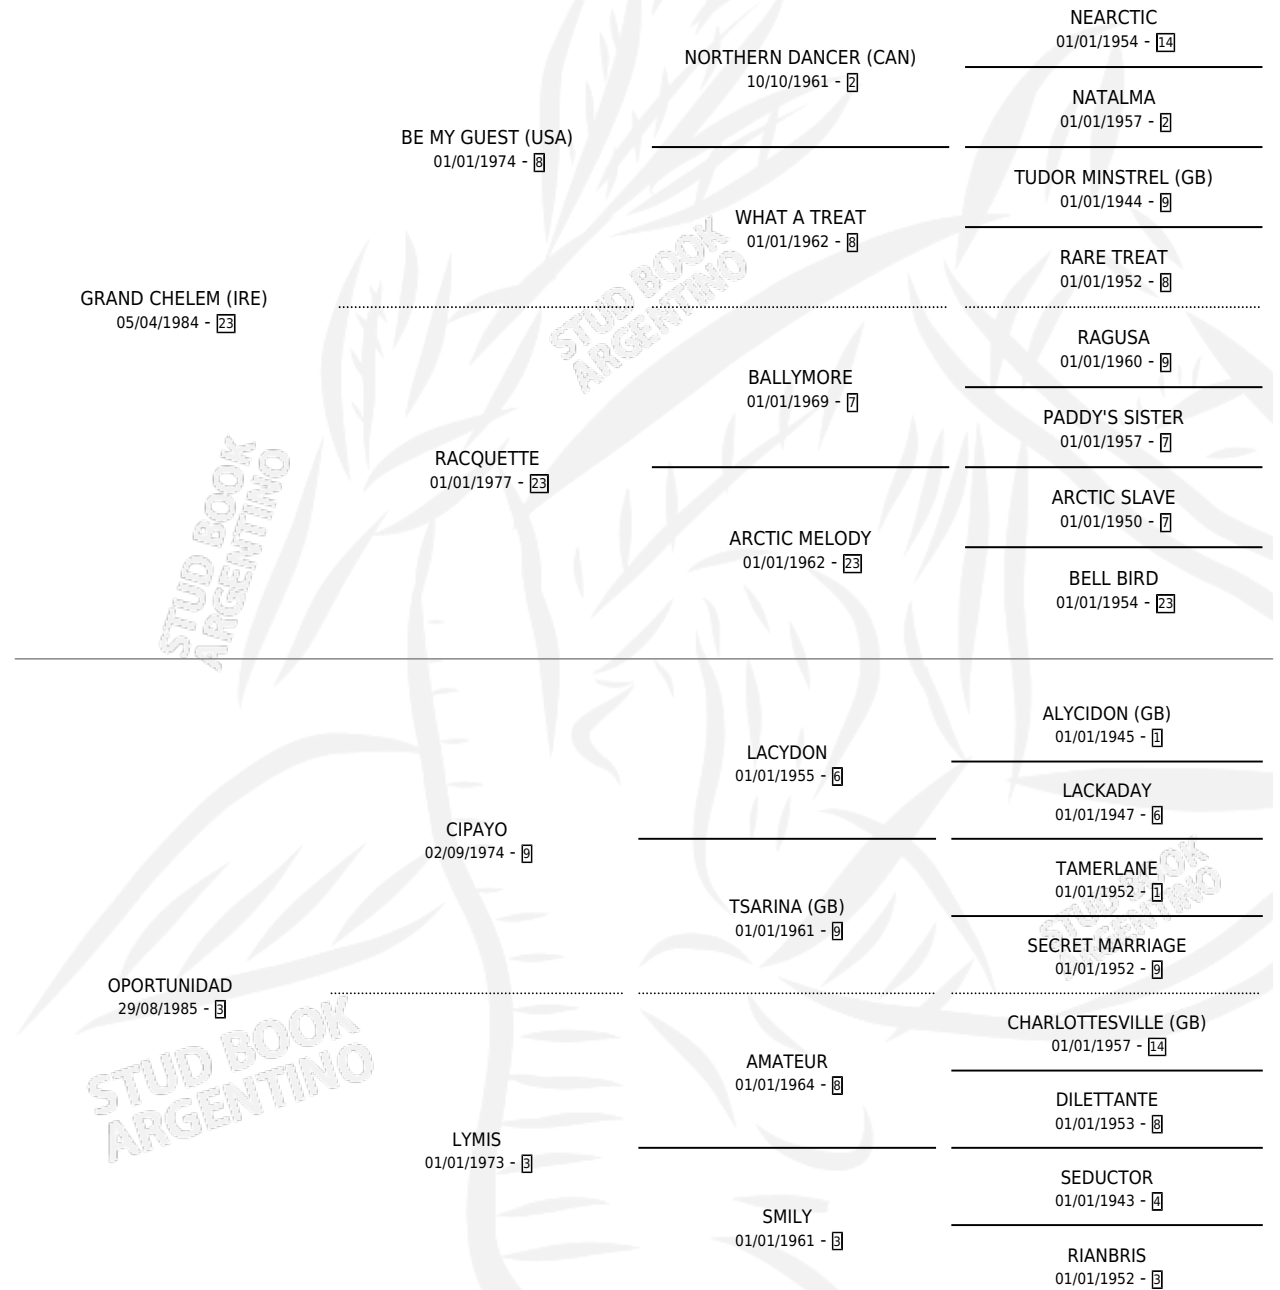 NEARCTIC
01/01/1954 - 14
NORTHERN DANCER (CAN)
10/10/1961 - 2
NATALMA
01/01/1957 - 2
BE MY GUEST (USA)
01/01/1974 - 8
TUDOR MINSTREL (GB)
01/01/1944 - 9
WHAT A TREAT
01/01/1962 - 8
RARE TREAT
01/01/1952 - 8
GRAND CHELEM (IRE)
05/04/1984 - 23
STUD BOOK
ARGENTINO
RAGUSA
01/01/1960 - 9
BALLYMORE
01/01/1969 - 7
PADDY'S SISTER
01/01/1957 - 7
RACQUETTE
01/01/1977 - 23
ARCTIC SLAVE
01/01/1950 - 7
ARCTIC MELODY
01/01/1962 - 23
BELL BIRD
01/01/1954 - 23
STUD BOOK
ARGENTINO
ALYCIDON (GB)
01/01/1945 - 1
LACYDON
01/01/1955 - 6
LACKADAY
01/01/1947 - 6
CIPAYO
02/09/1974 - 9
TAMERLANE
01/01/1952 - 1
TSARINA (GB)
01/01/1961 - 9
SECRET MARRIAGE
01/01/1952 - 9
STUD BOOK
ARGENTINO
OPORTUNIDAD
29/08/1985 - 3
CHARLOTTESVILLE (GB)
01/01/1957 - 14
AMATEUR
01/01/1964 - 8
DILETTANTE
01/01/1953 - 8
STUD BOOK
ARGENTINO
LYMIS
01/01/1973 - 3
SEDUCTOR
01/01/1943 - 4
SMILY
01/01/1961 - 3
RIANBRIS
01/01/1952 - 3